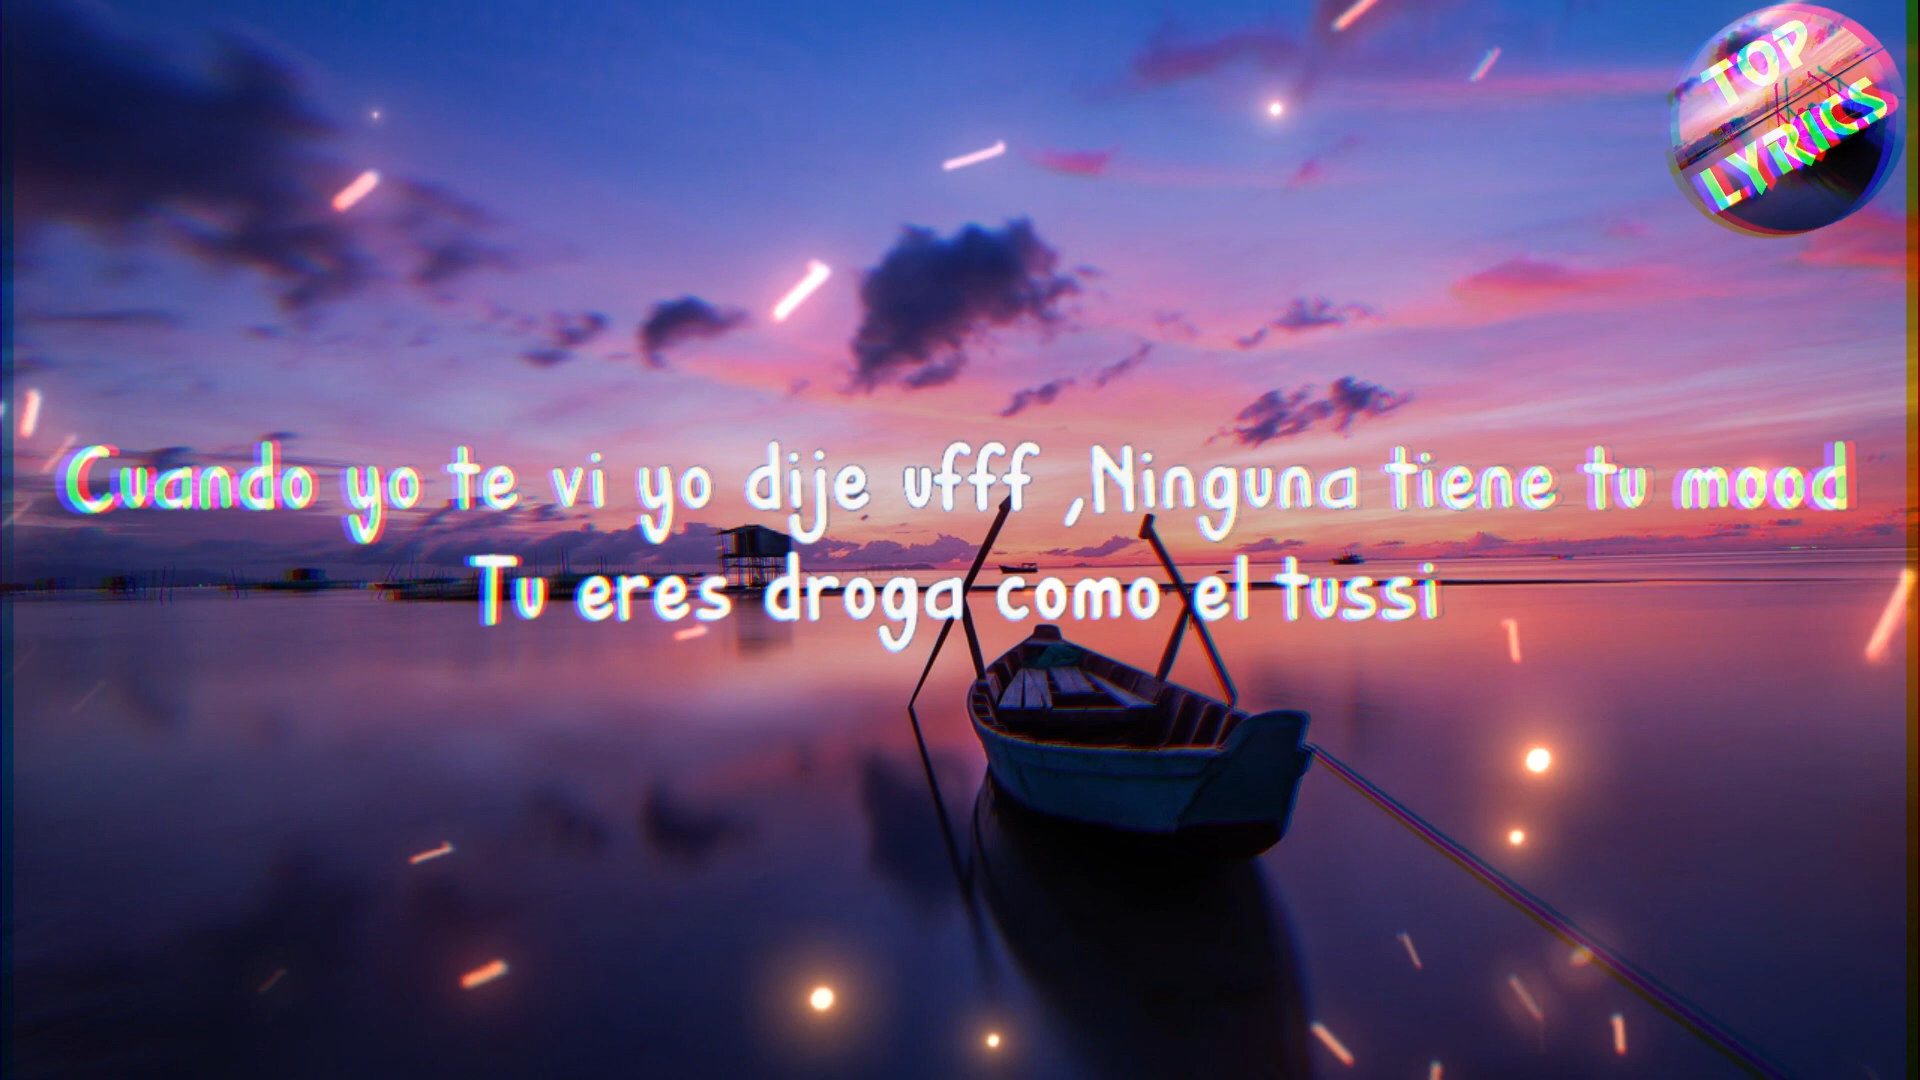 TOP
LYRICS
Cuando yo te vi yo dije ufff ,Ninguna tiene tu mood
Tu eres droga como el tussi